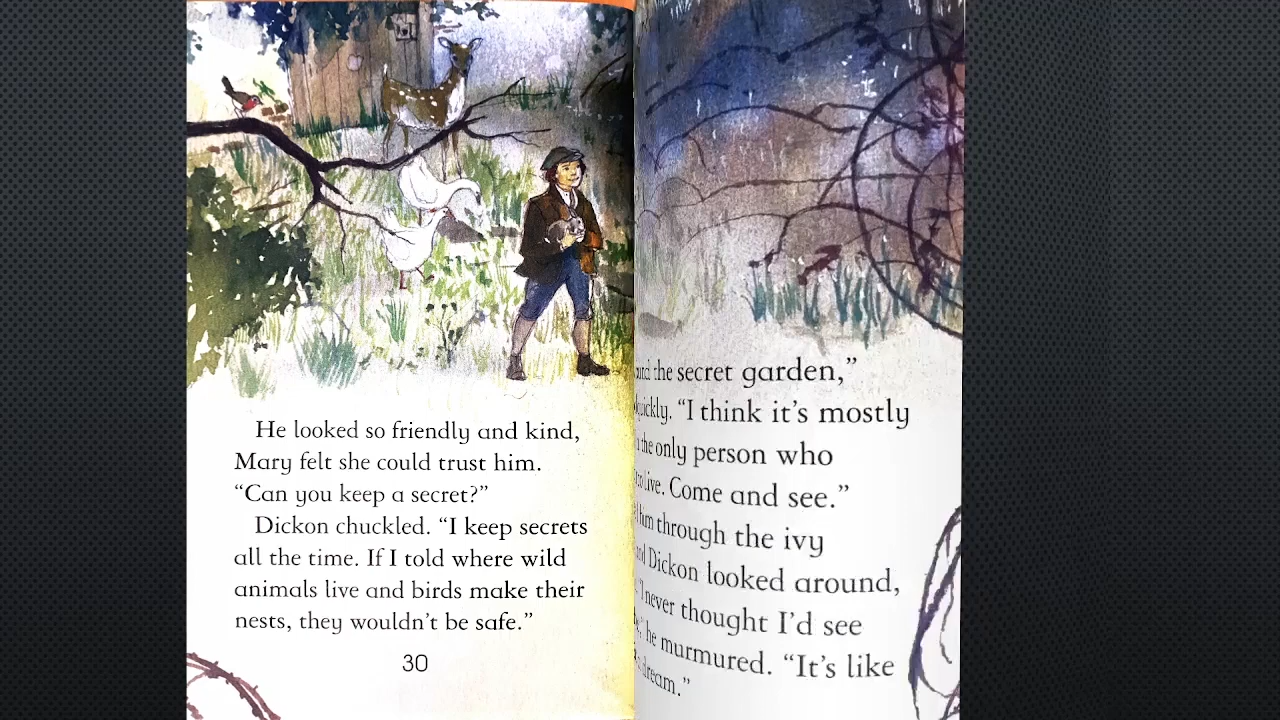 He looked so friendly and kind,
Mary felt she could trust him.
“Can you keep a secret?”
Dickon chuckled. “I keep secrets
all the time. If I told where wild
animals live and birds make their
nests, they wouldn’t be safe.”
30
the secret garden,”
“I think it’s mostly
the only person who
live. Come and see.”
him through the ivy
Dickon looked around,
“I never thought I’d see
he murmured. “It’s like
dream.”